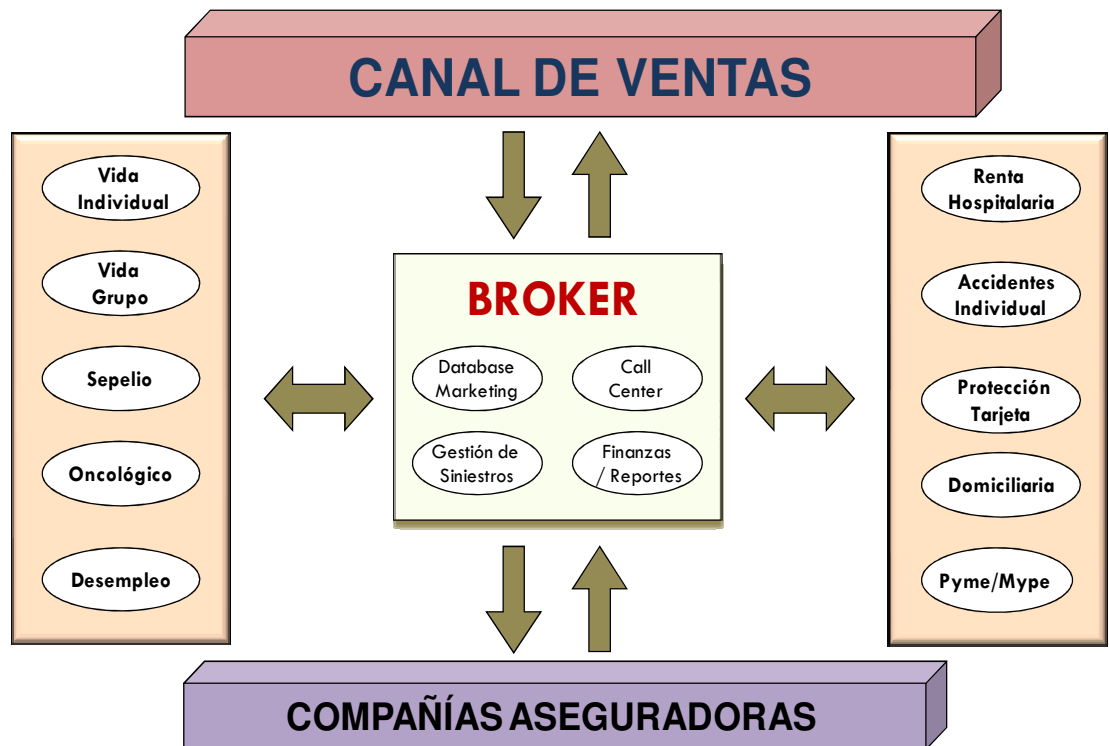 CANAL DE VENTAS
Vida
Individual
Vida
Grupo
Sepelio
Oncológico
Desempleo
BROKER
Database
Marketing
Call
Center
Gestión de
Siniestros
Finanzas
/ Reportes
Renta
Hospitalaria
Accidentes
Individual
Protección
Tarjeta
Domiciliaria
Pyme/Mype
COMPAÑÍAS ASEGURADORAS